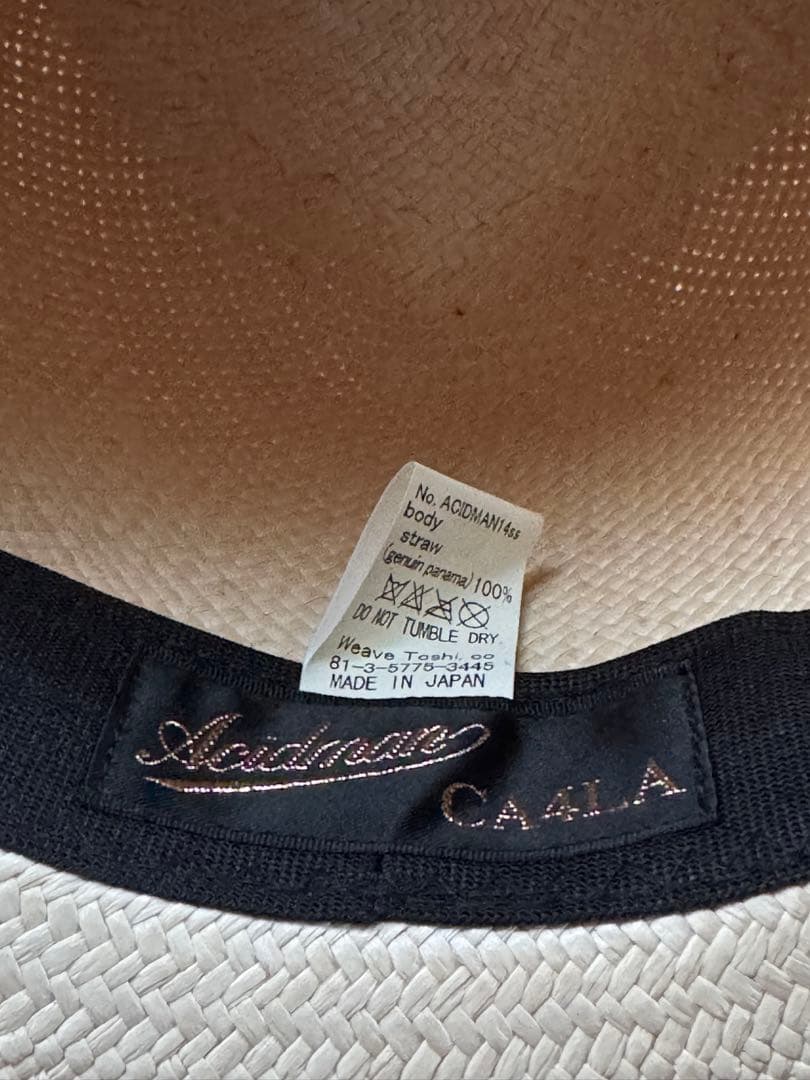 No. ACIDMAN14ss
body
straw
(genuin panama) 100%
DO NOT TUMBLE DRY
Weave Toshi, co
81-3-5775-3445
MADE IN JAPAN
Acidman
CA4LA